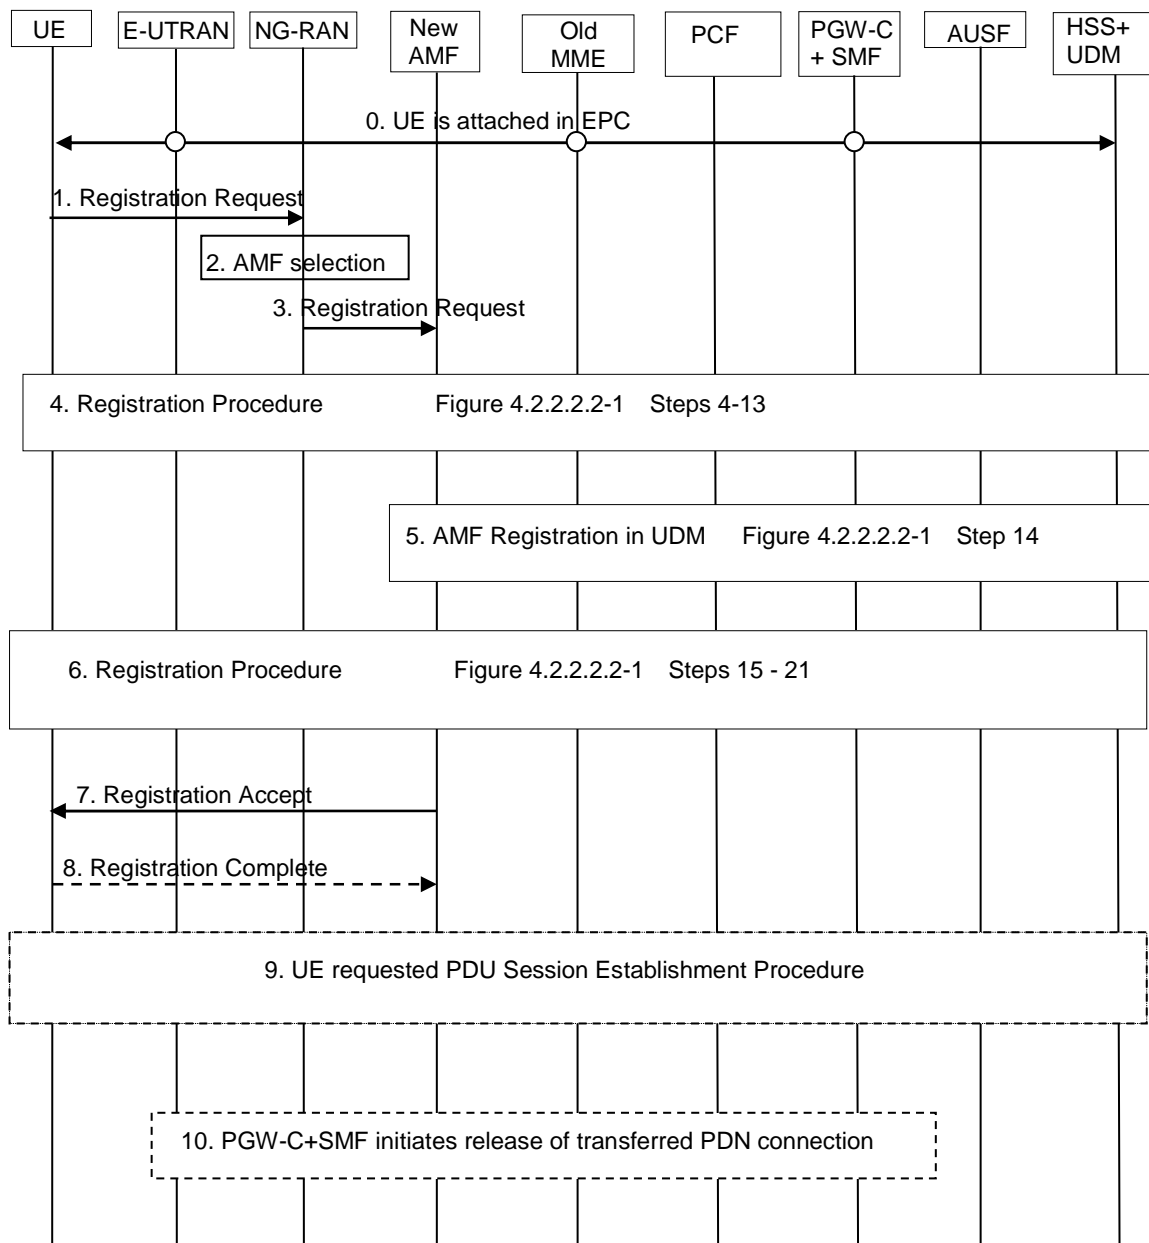 UE
E-UTRAN
NG-RAN
New
AMF
Old
MME
PCF
PGW-C
+ SMF
AUSF
HSS+
UDM
0. UE is attached in EPC
1. Registration Request
2. AMF selection
3. Registration Request
4. Registration Procedure Figure 4.2.2.2.2-1 Steps 4-13
5. AMF Registration in UDM Figure 4.2.2.2.2-1 Step 14
6. Registration Procedure Figure 4.2.2.2.2-1 Steps 15 - 21
7. Registration Accept
8. Registration Complete
9. UE requested PDU Session Establishment Procedure
10. PGW-C+SMF initiates release of transferred PDN connection